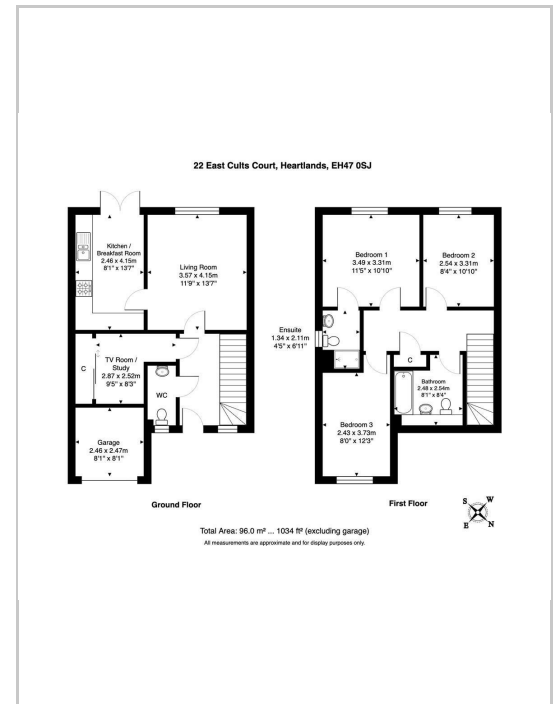 22 East Cults Court, Heartlands, EH47 0SJ
Kitchen /
Breakfast Room
2.46 x 4.15m
8'1" x 13'7"
Living Room
3.57 x 4.15m
11'9" x 13'7"
C
TV Room /
Study
2.87 x 2.52m
9'5" x 8'3"
WC
Garage
2.46 x 2.47m
8'1" x 8'1"
Ground Floor
Bedroom 1
3.49 x 3.31m
11'5" x 10'10"
Bedroom 2
2.54 x 3.31m
8'4" x 10'10"
Ensuite
1.34 x 2.11m
4'5" x 6'11"
C
Bathroom
2.48 x 2.54m
8'1" x 8'4"
Bedroom 3
2.43 x 3.73m
8'0" x 12'3"
First Floor
S W
E N
Total Area: 96.0 m² ... 1034 ft² (excluding garage)
All measurements are approximate and for display purposes only.